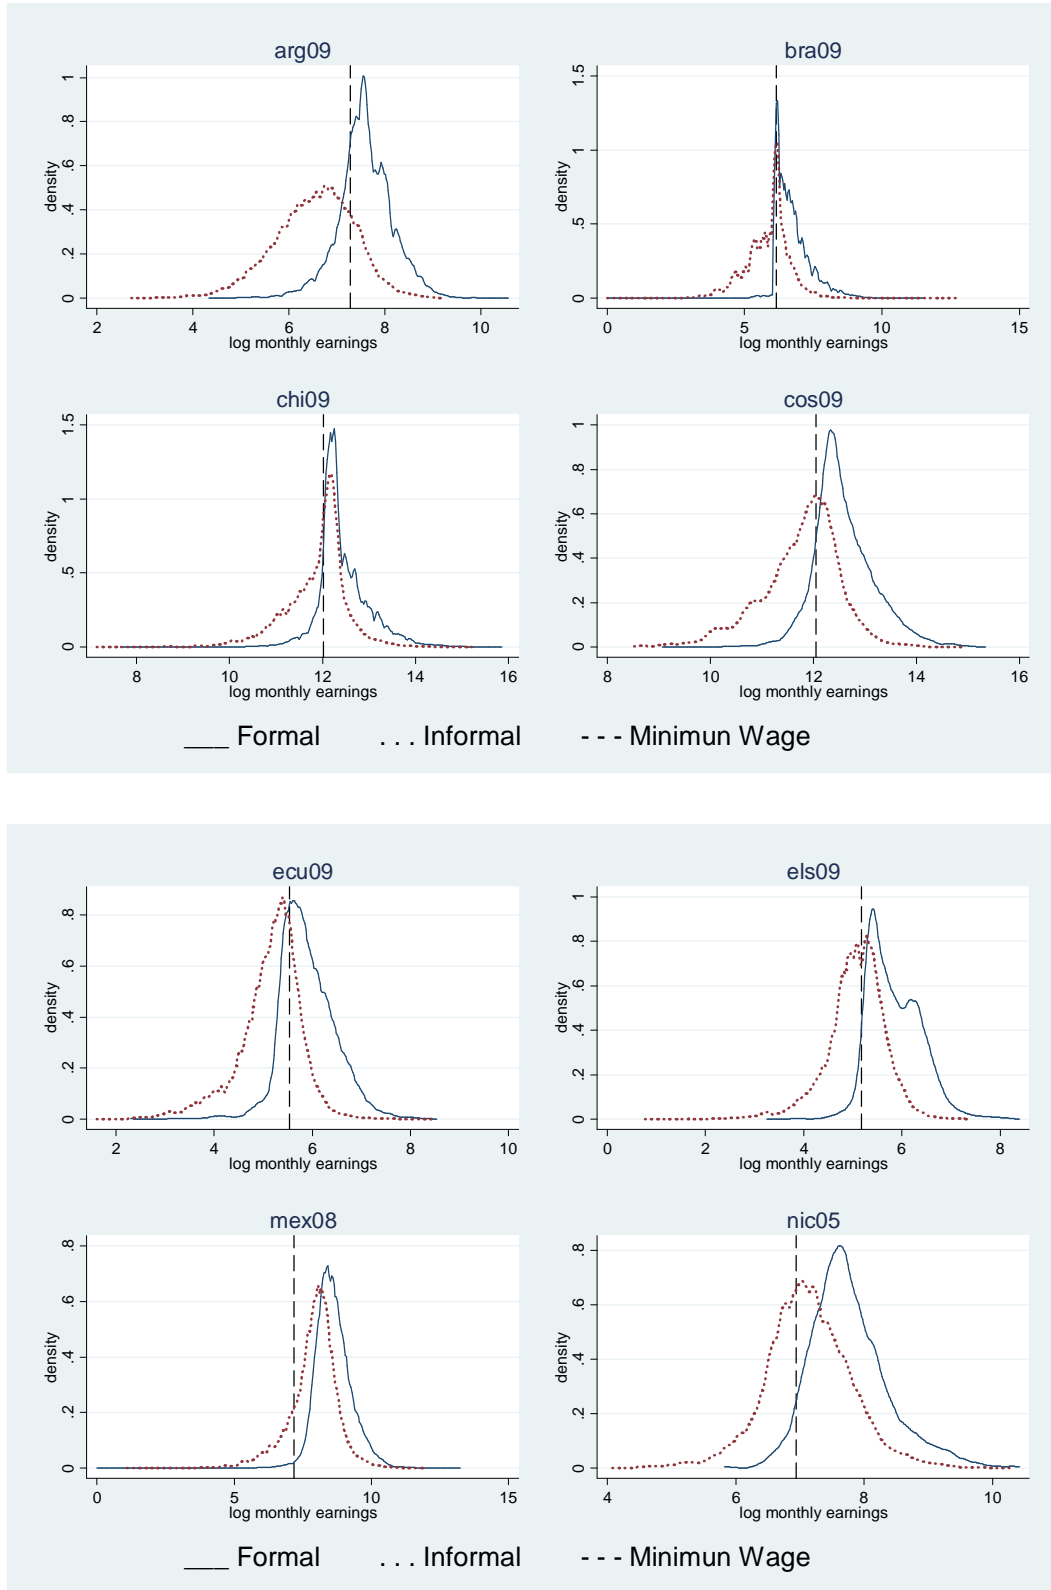 arg09
bra09
density
0 .2 .4 .6 .8 1
2 4 6 8 10
log monthly earnings
density
0 .5 1 1.5
0 5 10 15
log monthly earnings
chi09
cos09
density
0 .5 1 1.5
8 10 12 14 16
log monthly earnings
density
0 .2 .4 .6 .8 1
8 10 12 14 16
log monthly earnings
___ Formal . . . Informal - - - Minimun Wage
ecu09
els09
density
0 .2 .4 .6 .8
2 4 6 8 10
log monthly earnings
density
0 .2 .4 .6 .8 1
0 2 4 6 8
log monthly earnings
mex08
nic05
density
0 .2 .4 .6 .8
0 5 10 15
log monthly earnings
density
0 .2 .4 .6 .8
4 6 8 10
log monthly earnings
___ Formal . . . Informal - - - Minimun Wage